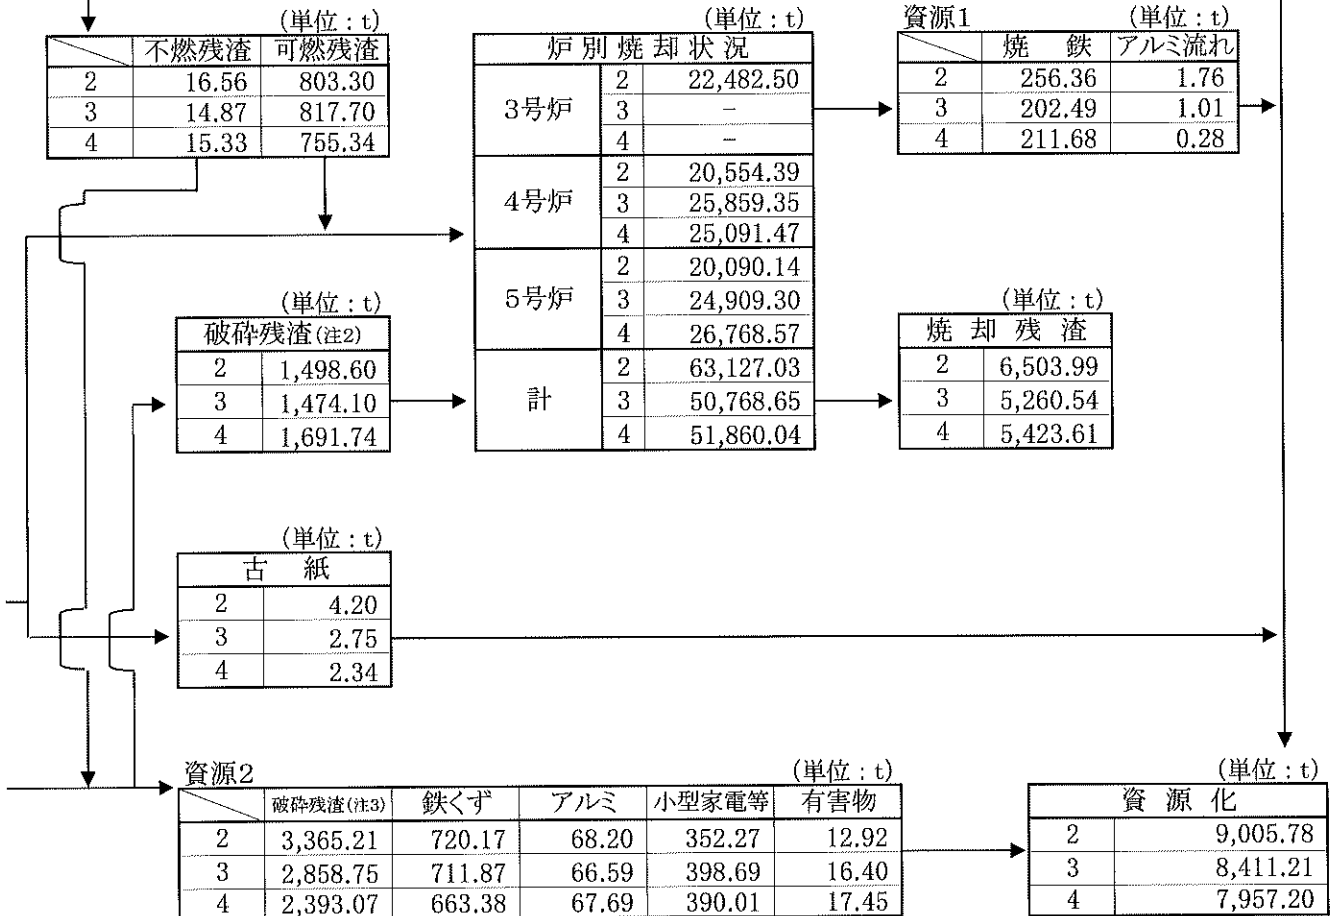 (単位:t)
不燃残渣 可燃残渣
2 16.56 803.30
3 14.87 817.70
4 15.33 755.34
(単位:t)
炉別焼却状況
3号炉 2 22,482.50
3 −
4 −
4号炉 2 20,554.39
3 25,859.35
4 25,091.47
5号炉 2 20,090.14
3 24,909.30
4 26,768.57
計 2 63,127.03
3 50,768.65
4 51,860.04
資源1 (単位:t)
焼 鉄 アルミ流れ
2 256.36 1.76
3 202.49 1.01
4 211.68 0.28
(単位:t)
破砕残渣(注2)
2 1,498.60
3 1,474.10
4 1,691.74
(単位:t)
焼却残渣
2 6,503.99
3 5,260.54
4 5,423.61
(単位:t)
古 紙
2 4.20
3 2.75
4 2.34
資源2 (単位:t)
破砕残渣(注3) 鉄くず アルミ 小型家電等 有害物
2 3,365.21 720.17 68.20 352.27 12.92
3 2,858.75 711.87 66.59 398.69 16.40
4 2,393.07 663.38 67.69 390.01 17.45
(単位:t)
資源化
2 9,005.78
3 8,411.21
4 7,957.20